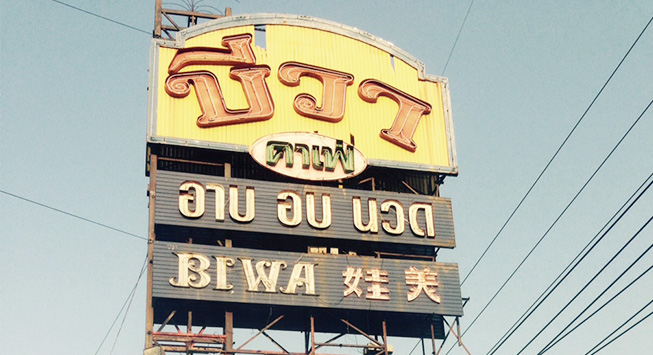 บีวา
คาเฟ่
อาบ อบ นวด
BIWA 美娃